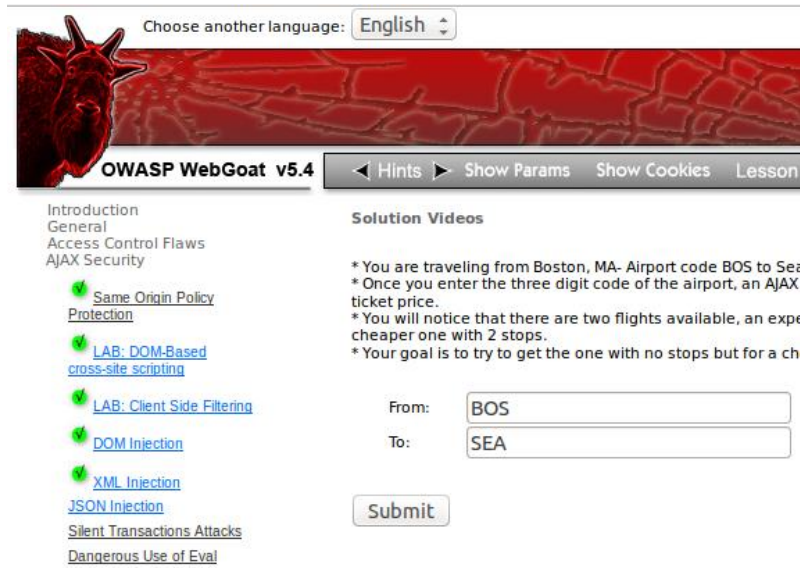 Choose another language: English
OWASP WebGoat v5.4
Hints Show Params Show Cookies Lesson
Introduction
General
Access Control Flaws
AJAX Security
Same Origin Policy
Protection
LAB: DOM-Based
cross-site scripting
LAB: Client Side Filtering
DOM Injection
XML Injection
JSON Injection
Silent Transactions Attacks
Dangerous Use of Eval
Solution Videos
* You are traveling from Boston, MA- Airport code BOS to Sea
* Once you enter the three digit code of the airport, an AJAX
ticket price.
* You will notice that there are two flights available, an expe
cheaper one with 2 stops.
* Your goal is to try to get the one with no stops but for a ch
From: BOS
To: SEA
Submit